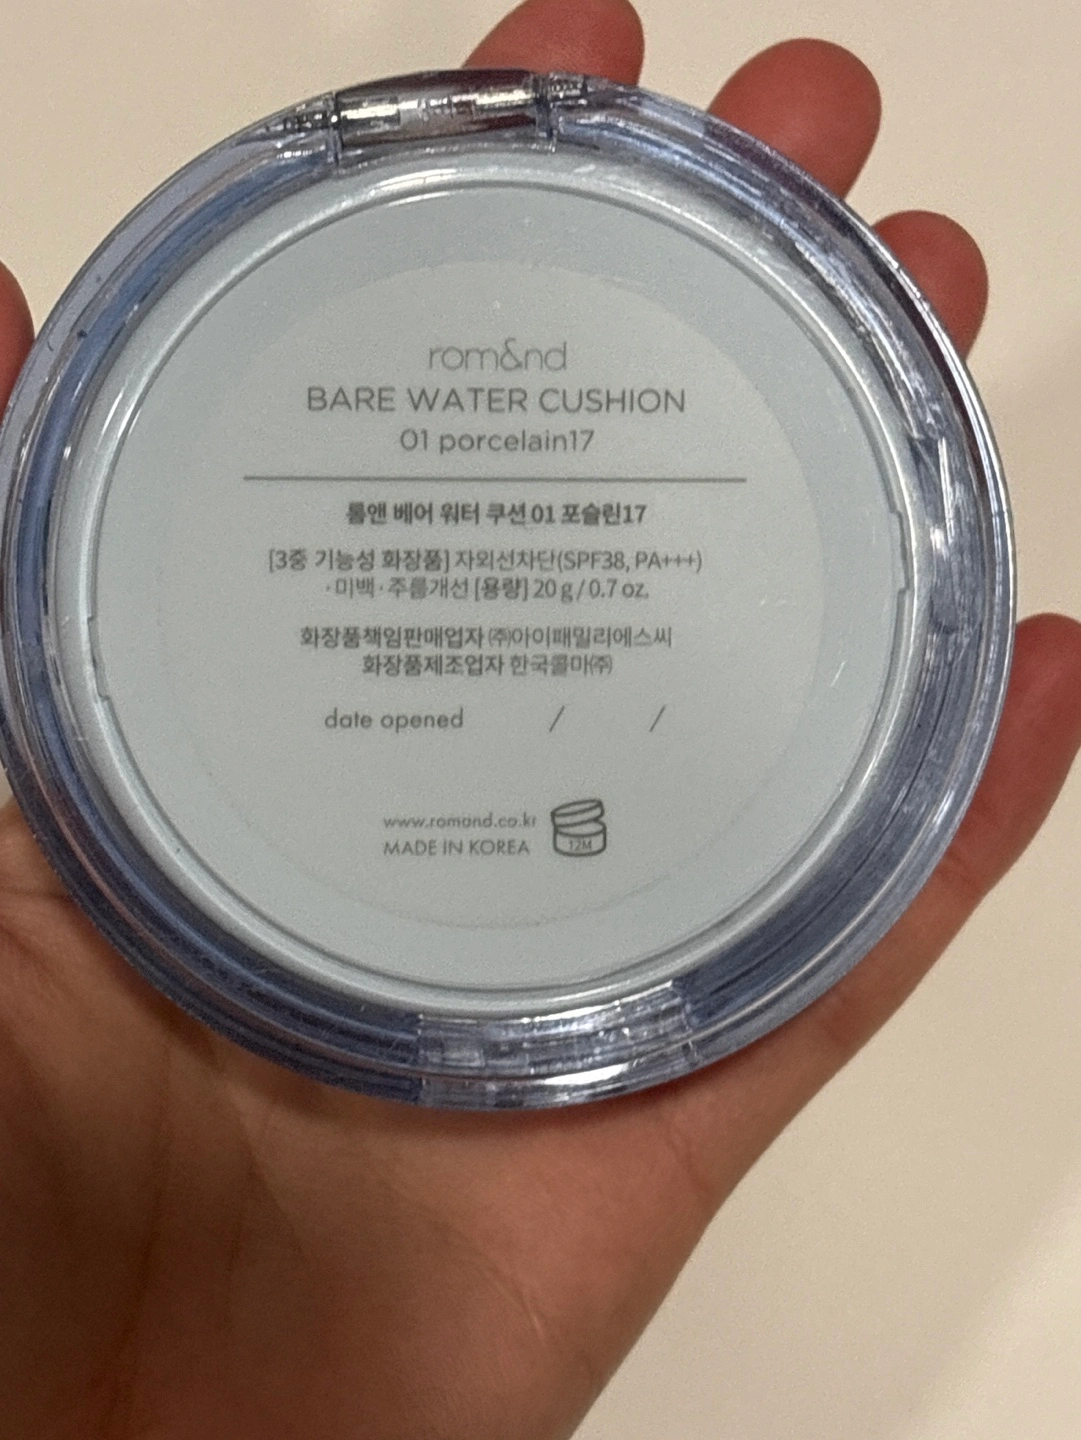 rom&nd
BARE WATER CUSHION
01 porcelain17
롬앤 베어 워터 쿠션 01 포슬린17
[3중 기능성 화장품] 자외선차단(SPF38, PA+++)
·미백·주름개선 [용량] 20 g / 0.7 oz.
화장품책임판매업자 ㈜아이패밀리에스씨
화장품제조업자 한국콜마㈜
date opened / /
www.romand.co.kr
MADE IN KOREA
12M